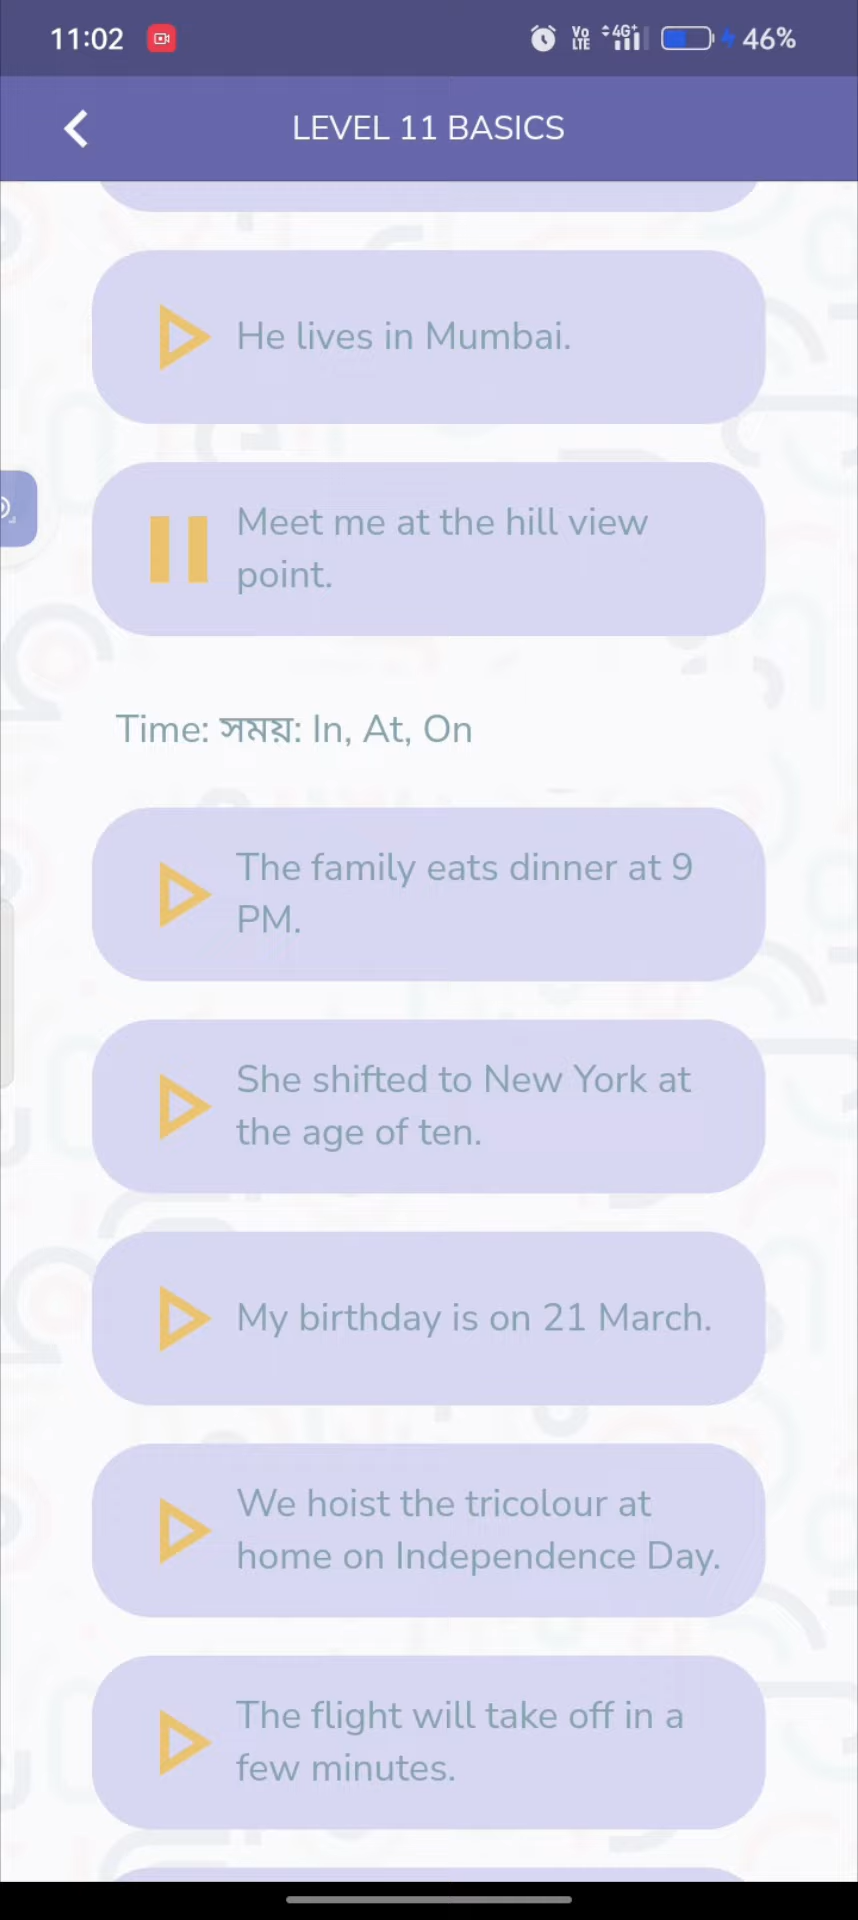 11:02
Vo LTE 4G+ 46%
LEVEL 11 BASICS
He lives in Mumbai.
Meet me at the hill view
point.
Time: সময়: In, At, On
The family eats dinner at 9
PM.
She shifted to New York at
the age of ten.
My birthday is on 21 March.
We hoist the tricolour at
home on Independence Day.
The flight will take off in a
few minutes.